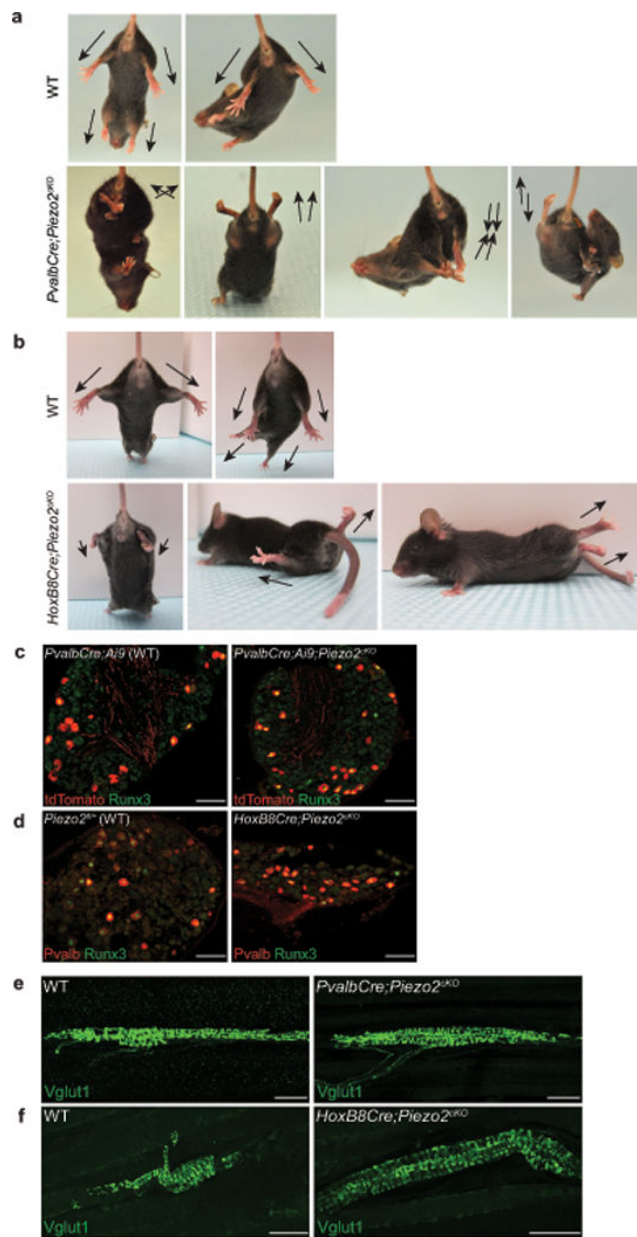 a
WT
PvalbCre;Piezo2cKO
b
WT
HoxB8Cre;Piezo2cKO
c
PvalbCre;Ai9 (WT)
PvalbCre;Ai9;Piezo2cKO
tdTomato Runx3
tdTomato Runx3
d
Piezo2fl/+ (WT)
HoxB8Cre;Piezo2cKO
Pvalb Runx3
Pvalb Runx3
e
WT
PvalbCre;Piezo2cKO
Vglut1
Vglut1
f
WT
HoxB8Cre;Piezo2cKO
Vglut1
Vglut1